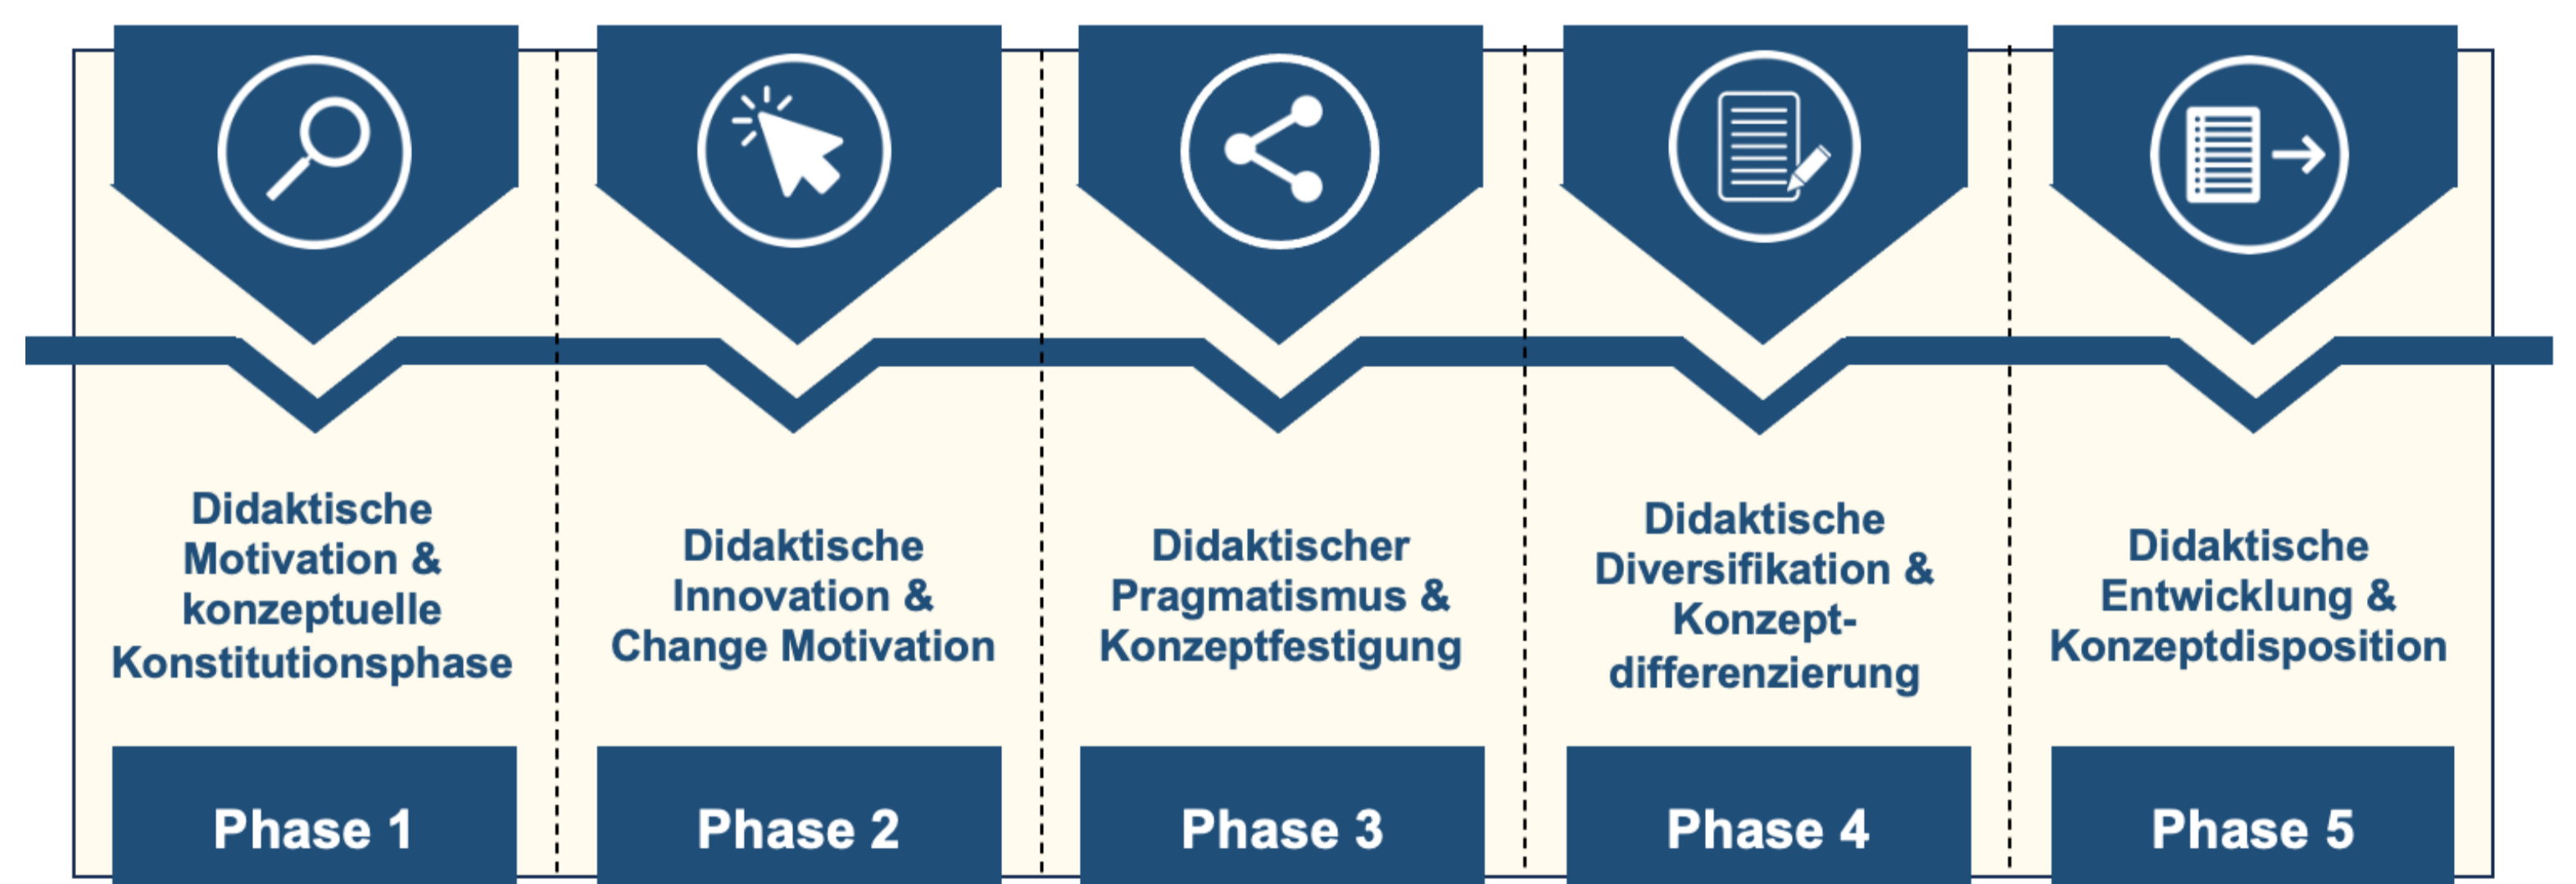 Didaktische
Motivation &
konzeptuelle
Konstitutionsphase
Didaktische
Innovation &
Change Motivation
Didaktischer
Pragmatismus &
Konzeptfestigung
Didaktische
Diversifikation &
Konzept-
differenzierung
Didaktische
Entwicklung &
Konzeptdisposition
Phase 1
Phase 2
Phase 3
Phase 4
Phase 5